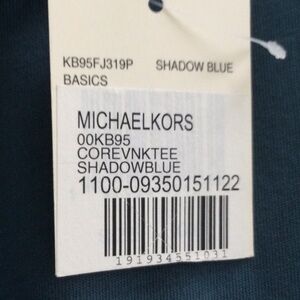 KB95FJ319P SHADOW BLUE
BASICS
MICHAELKORS
00KB95
COREVNKTEE
SHADOWBLUE
1100-09350151122
191934551031